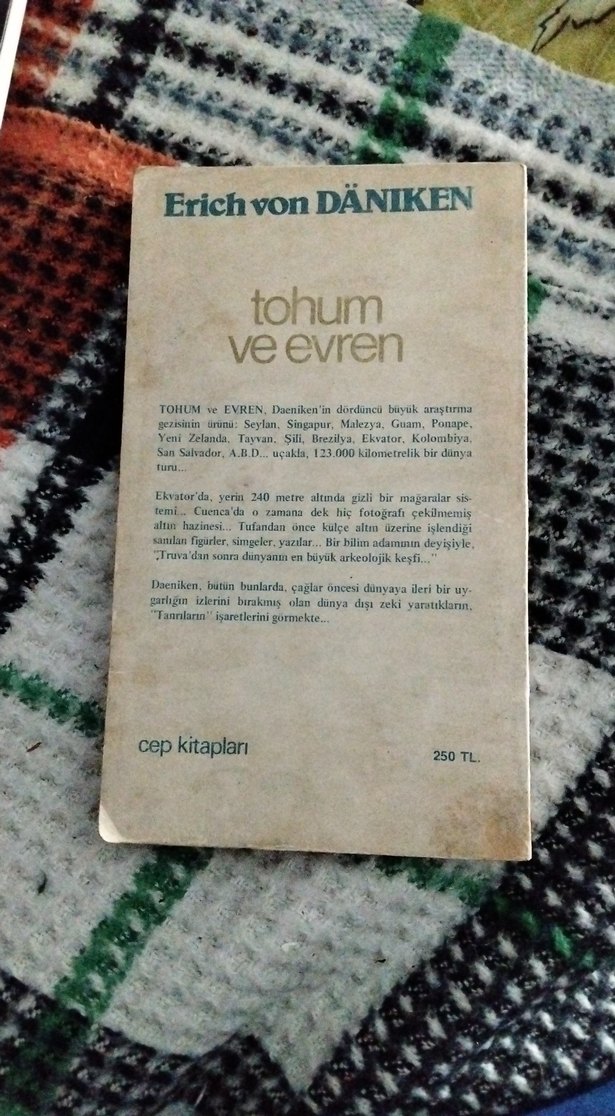 Erich von DÄNIKEN
tohum
ve evren
TOHUM ve EVREN, Daeniken'in dördüncü büyük araştırma
gezisinin ürünü: Seylan, Singapur, Malezya, Guam, Ponape,
Yeni Zelanda, Tayvan, Şili, Brezilya, Ekvator, Kolombiya,
San Salvador, A.B.D... uçakla, 123.000 kilometrelik bir dünya
turu...
Ekvator'da, yerin 240 metre altında gizli bir mağaralar sis-
temi... Cuenca'da o zamana dek hiç fotoğrafı çekilmemiş
altın hazinesi... Tufandan önce külçe altın üzerine işlendiği
sanılan figürler, simgeler, yazılar... Bir bilim adamının deyişiyle,
"Truva'dan sonra dünyanın en büyük arkeolojik keşfi..."
Daeniken, bütün bunlarda, çağlar öncesi dünyaya ileri bir uy-
garlığın izlerini bırakmış olan dünya dışı zeki yaratıkların,
"Tanrıların" işaretlerini görmekte...
cep kitapları
250 TL.